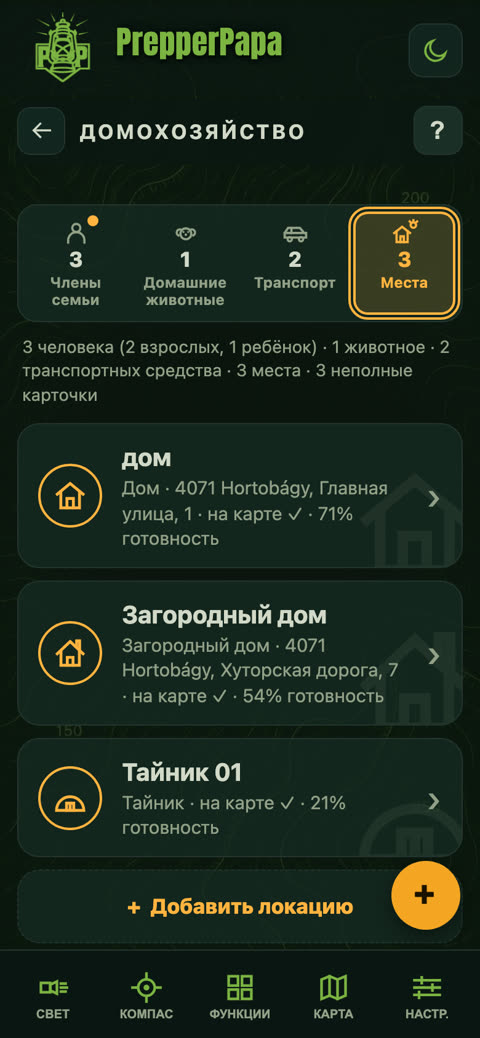 PrepperPapa
ДОМОХОЗЯЙСТВО
?
200
3
Члены
семьи
1
Домашние
животные
2
Транспорт
3
Места
3 человека (2 взрослых, 1 ребёнок) · 1 животное · 2
транспортных средства · 3 места · 3 неполные
карточки
дом
Дом · 4071 Hortobágy, Главная
улица, 1 · на карте ✓ · 71%
готовность
Загородный дом
Загородный дом · 4071
Hortobágy, Хуторская дорога, 7
· на карте ✓ · 54% готовность
150
Тайник 01
Тайник · на карте ✓ · 21%
готовность
+ Добавить локацию
+
СВЕТ
КОМПАС
ФУНКЦИИ
КАРТА
НАСТР.